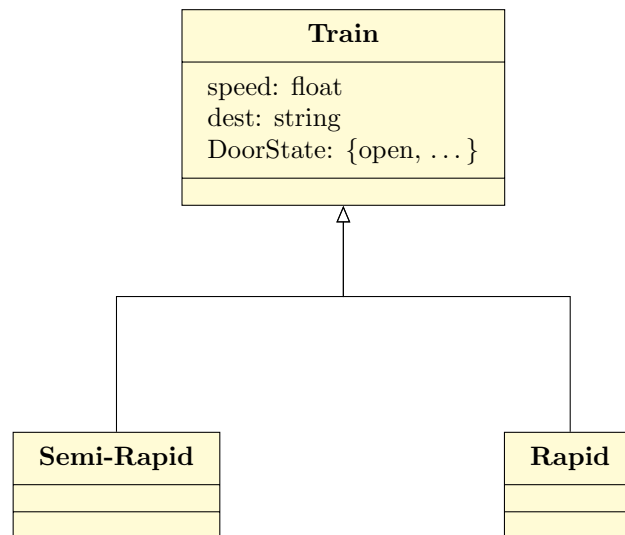 Train
speed: float
dest: string
DoorState: {open, ...}
Semi-Rapid
Rapid